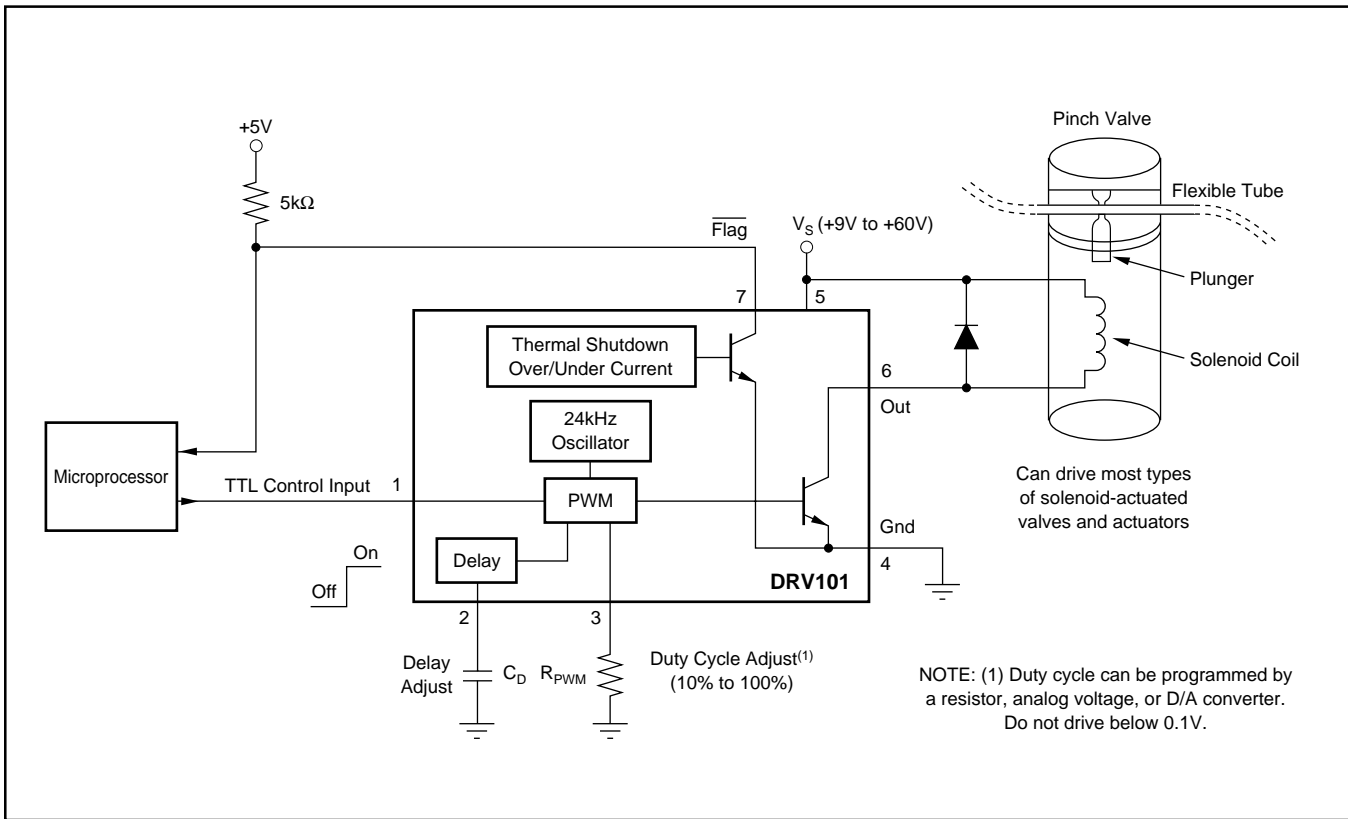 Pinch Valve
+5V
5kΩ
Flexible Tube
Flag
V_S (+9V to +60V)
Plunger
7
5
Thermal Shutdown
Over/Under Current
Solenoid Coil
6
Out
24kHz
Oscillator
Microprocessor
TTL Control Input
1
PWM
Can drive most types
of solenoid-actuated
valves and actuators
Gnd
4
On
Off
Delay
DRV101
2
3
Delay
Adjust
C_D
R_PWM
Duty Cycle Adjust(1)
(10% to 100%)
NOTE: (1) Duty cycle can be programmed by
a resistor, analog voltage, or D/A converter.
Do not drive below 0.1V.